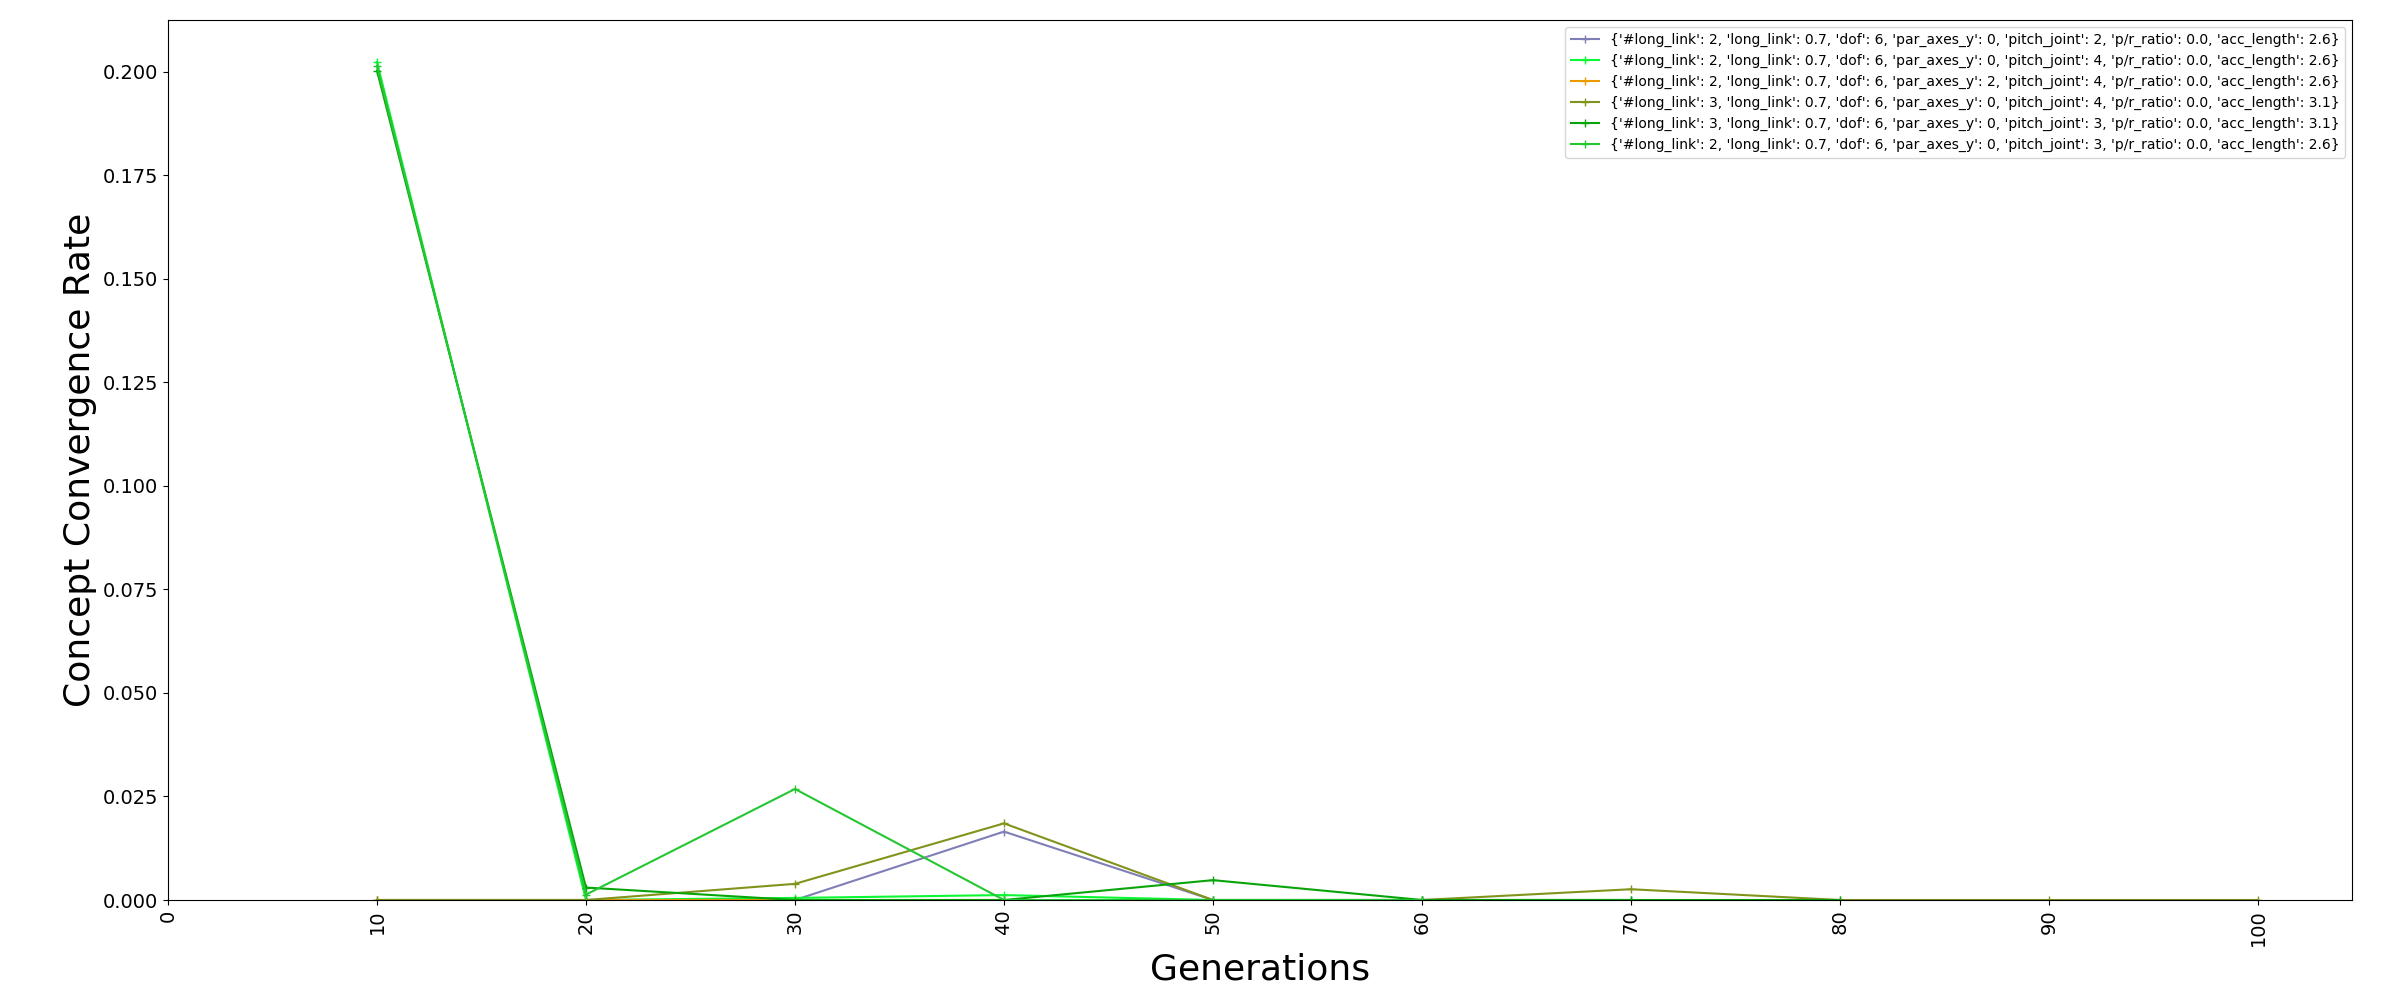 {'#long_link': 2, 'long_link': 0.7, 'dof': 6, 'par_axes_y': 0, 'pitch_joint': 2, 'p/r_ratio': 0.0, 'acc_length': 2.6}
{'#long_link': 2, 'long_link': 0.7, 'dof': 6, 'par_axes_y': 0, 'pitch_joint': 4, 'p/r_ratio': 0.0, 'acc_length': 2.6}
{'#long_link': 2, 'long_link': 0.7, 'dof': 6, 'par_axes_y': 2, 'pitch_joint': 4, 'p/r_ratio': 0.0, 'acc_length': 2.6}
{'#long_link': 3, 'long_link': 0.7, 'dof': 6, 'par_axes_y': 0, 'pitch_joint': 4, 'p/r_ratio': 0.0, 'acc_length': 3.1}
{'#long_link': 3, 'long_link': 0.7, 'dof': 6, 'par_axes_y': 0, 'pitch_joint': 3, 'p/r_ratio': 0.0, 'acc_length': 3.1}
{'#long_link': 2, 'long_link': 0.7, 'dof': 6, 'par_axes_y': 0, 'pitch_joint': 3, 'p/r_ratio': 0.0, 'acc_length': 2.6}
Concept Convergence Rate
0.200
0.175
0.150
0.125
0.100
0.075
0.050
0.025
0.000
0 10 20 30 40 50 60 70 80 90 100
Generations